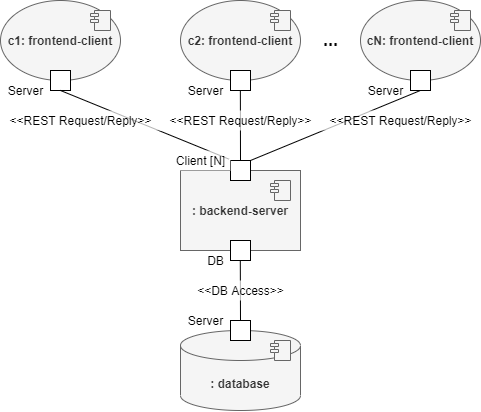 c1: frontend-client
c2: frontend-client
...
cN: frontend-client
Server
Server
Server
<<REST Request/Reply>>
<<REST Request/Reply>>
<<REST Request/Reply>>
Client [N]
: backend-server
DB
<<DB Access>>
Server
: database